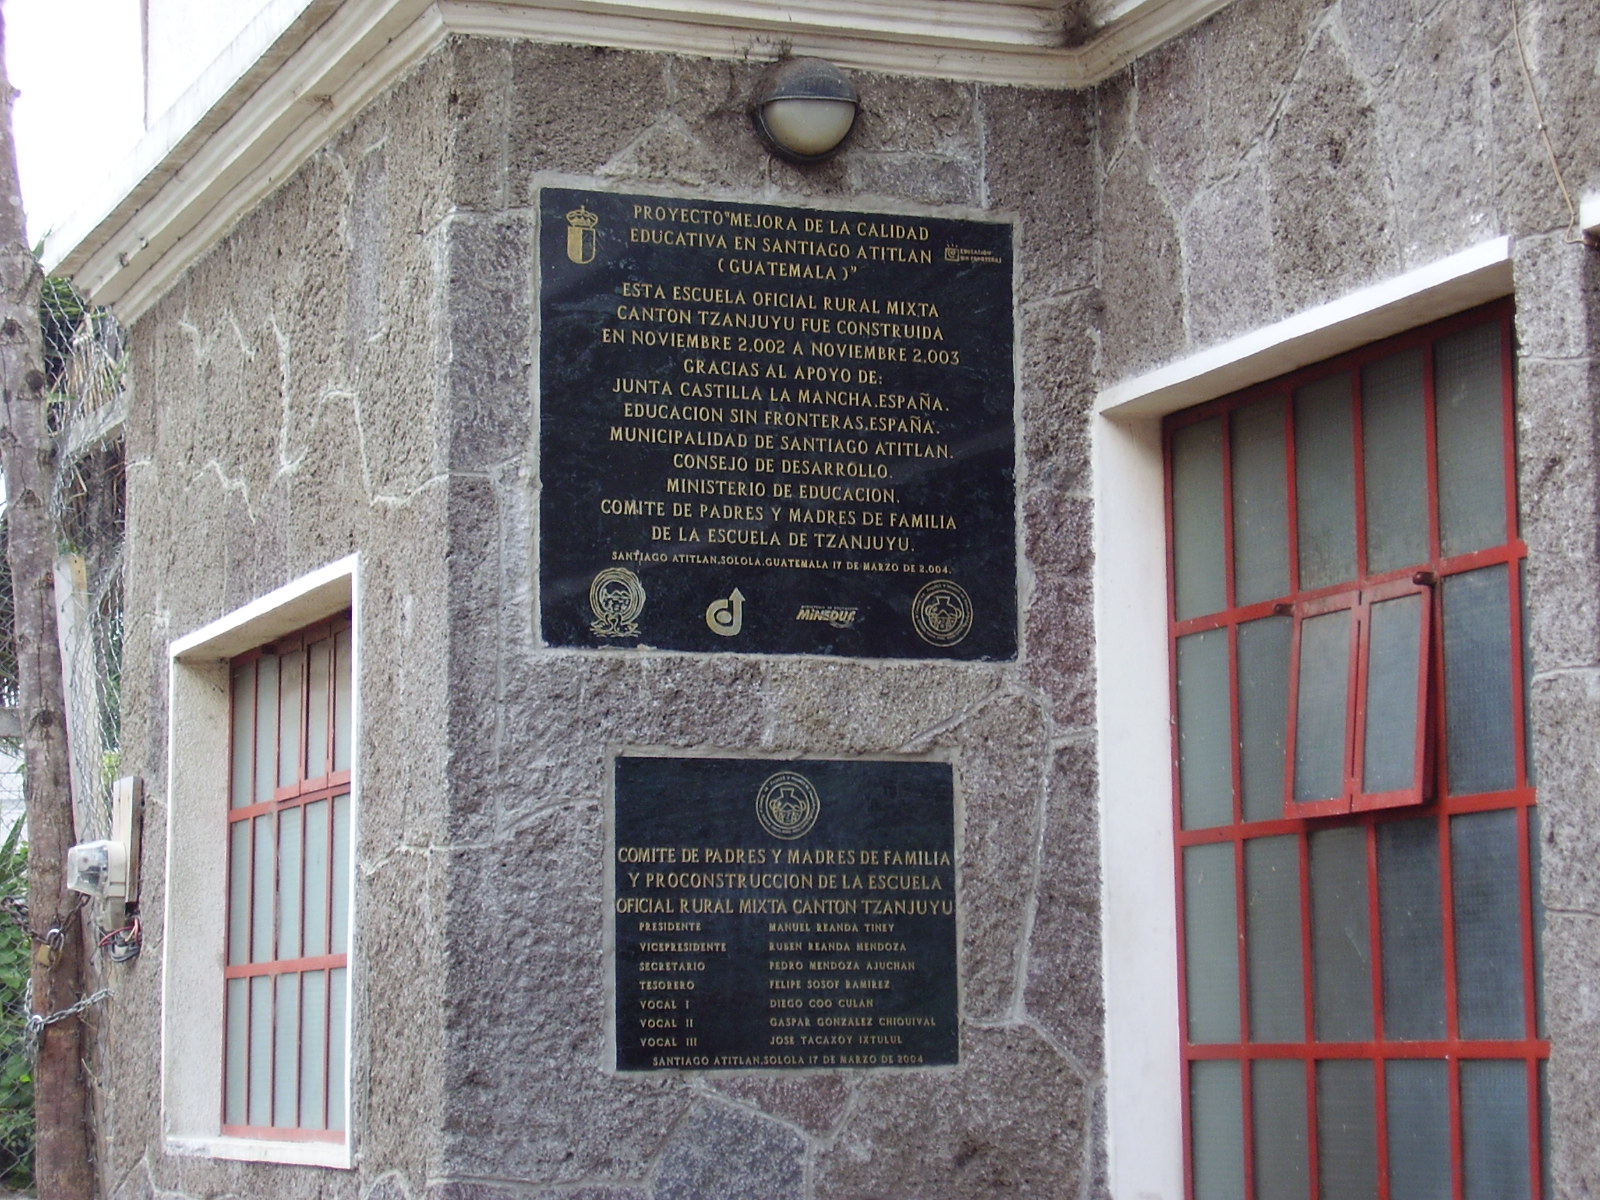 PROYECTO "MEJORA DE LA CALIDAD
EDUCATIVA EN SANTIAGO ATITLAN
(GUATEMALA)"
EDUCACION
SIN FRONTERAS
ESTA ESCUELA OFICIAL RURAL MIXTA
CANTON TZANJUYU FUE CONSTRUIDA
EN NOVIEMBRE 2.002 A NOVIEMBRE 2.003
GRACIAS AL APOYO DE:
JUNTA CASTILLA LA MANCHA.ESPAÑA.
EDUCACION SIN FRONTERAS.ESPAÑA.
MUNICIPALIDAD DE SANTIAGO ATITLAN.
CONSEJO DE DESARROLLO.
MINISTERIO DE EDUCACION.
COMITE DE PADRES Y MADRES DE FAMILIA
DE LA ESCUELA DE TZANJUYU.
SANTIAGO ATITLAN.SOLOLA.GUATEMALA 17 DE MARZO DE 2.004.
MINEDUC
COMITE DE PADRES Y MADRES DE FAMILIA
Y PROCONSTRUCCION DE LA ESCUELA
OFICIAL RURAL MIXTA CANTON TZANJUYU
PRESIDENTE MANUEL REANDA TINEY
VICEPRESIDENTE RUBEN REANDA MENDOZA
SECRETARIO PEDRO MENDOZA AJUCHAN
TESORERO FELIPE SOSOF RAMIREZ
VOCAL I DIEGO COO CULAN
VOCAL II GASPAR GONZALEZ CHIQUIVAL
VOCAL III JOSE TACAXOY IXTULUL
SANTIAGO ATITLAN.SOLOLA 17 DE MARZO DE 2004